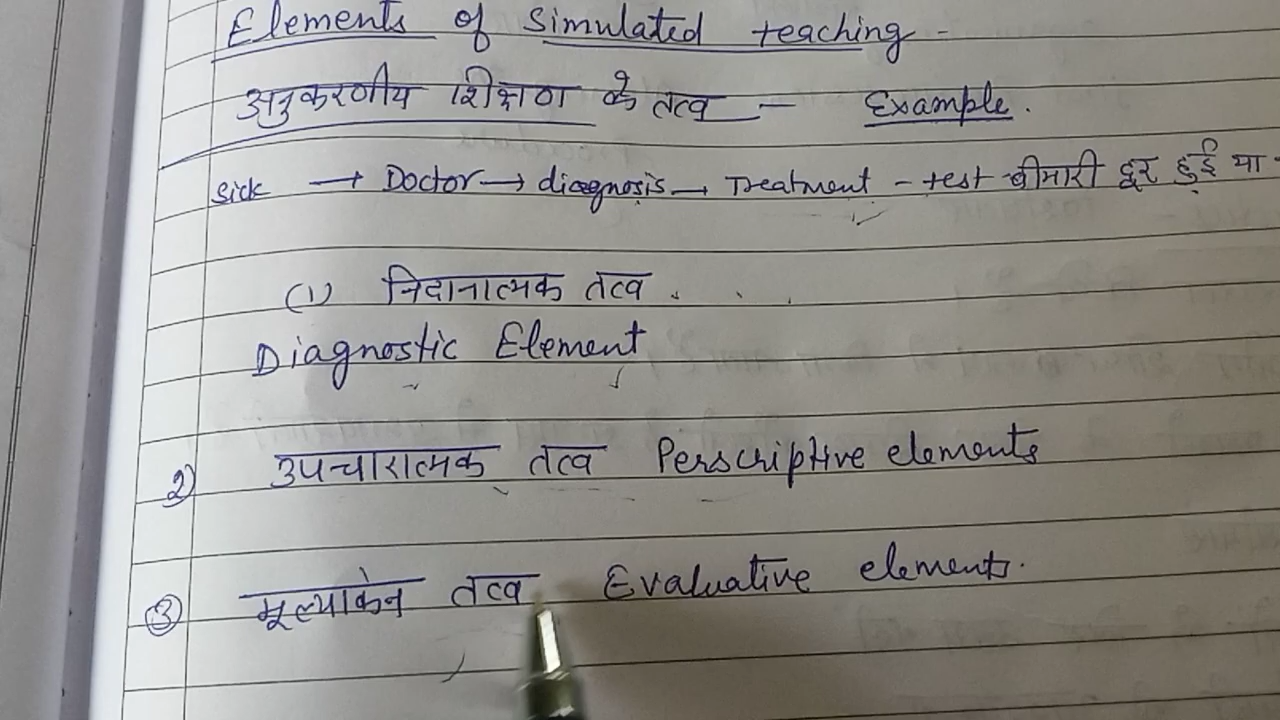 Elements of Simulated teaching -
अनुकरणीय शिक्षण के तत्व - Example.
Sick → Doctor → diagnosis → Treatment - test बीमारी दूर हुई या
(1) निदानात्मक तत्व .
Diagnostic Element
2) उपचारात्मक तत्व Perscriptive elements
3) मूल्यांकन तत्व Evaluative elements.